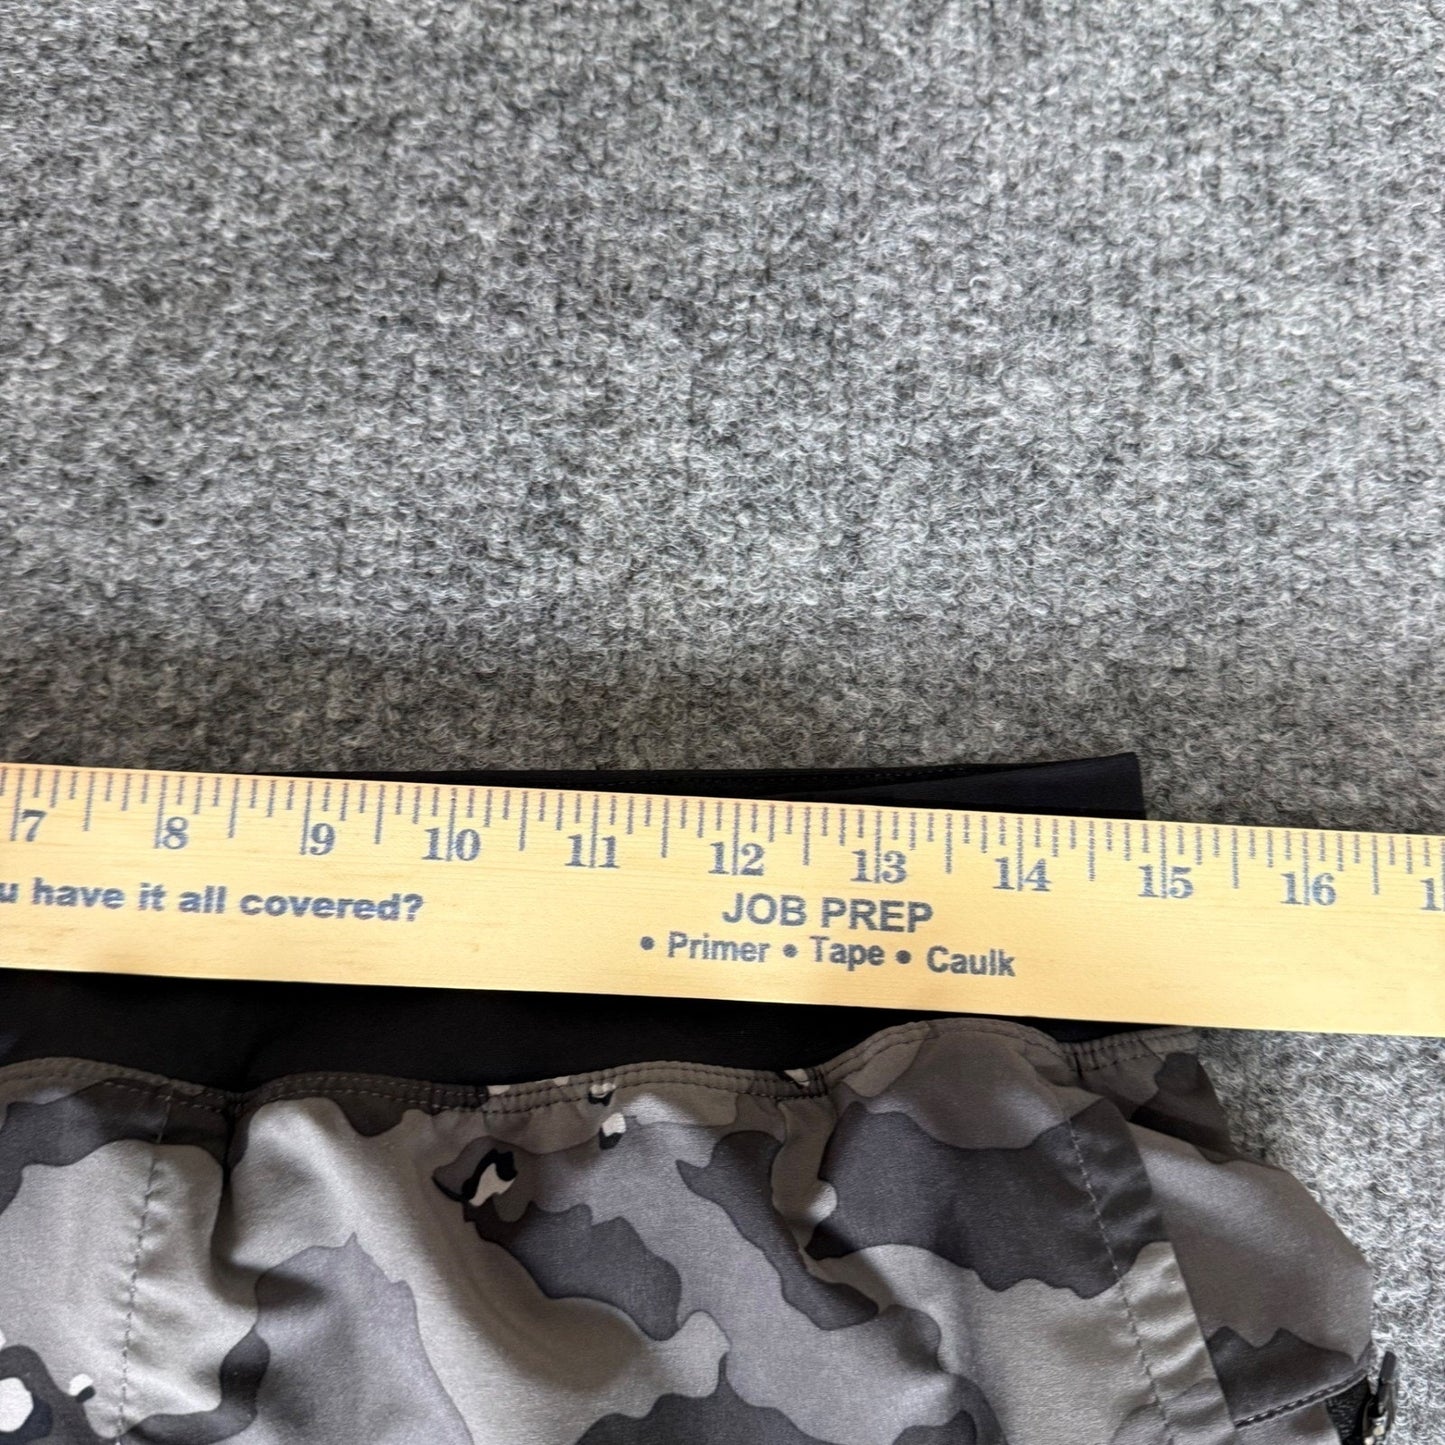 7 8 9 10 11 12 13 14 15 16 1
u have it all covered?
JOB PREP
• Primer • Tape • Caulk